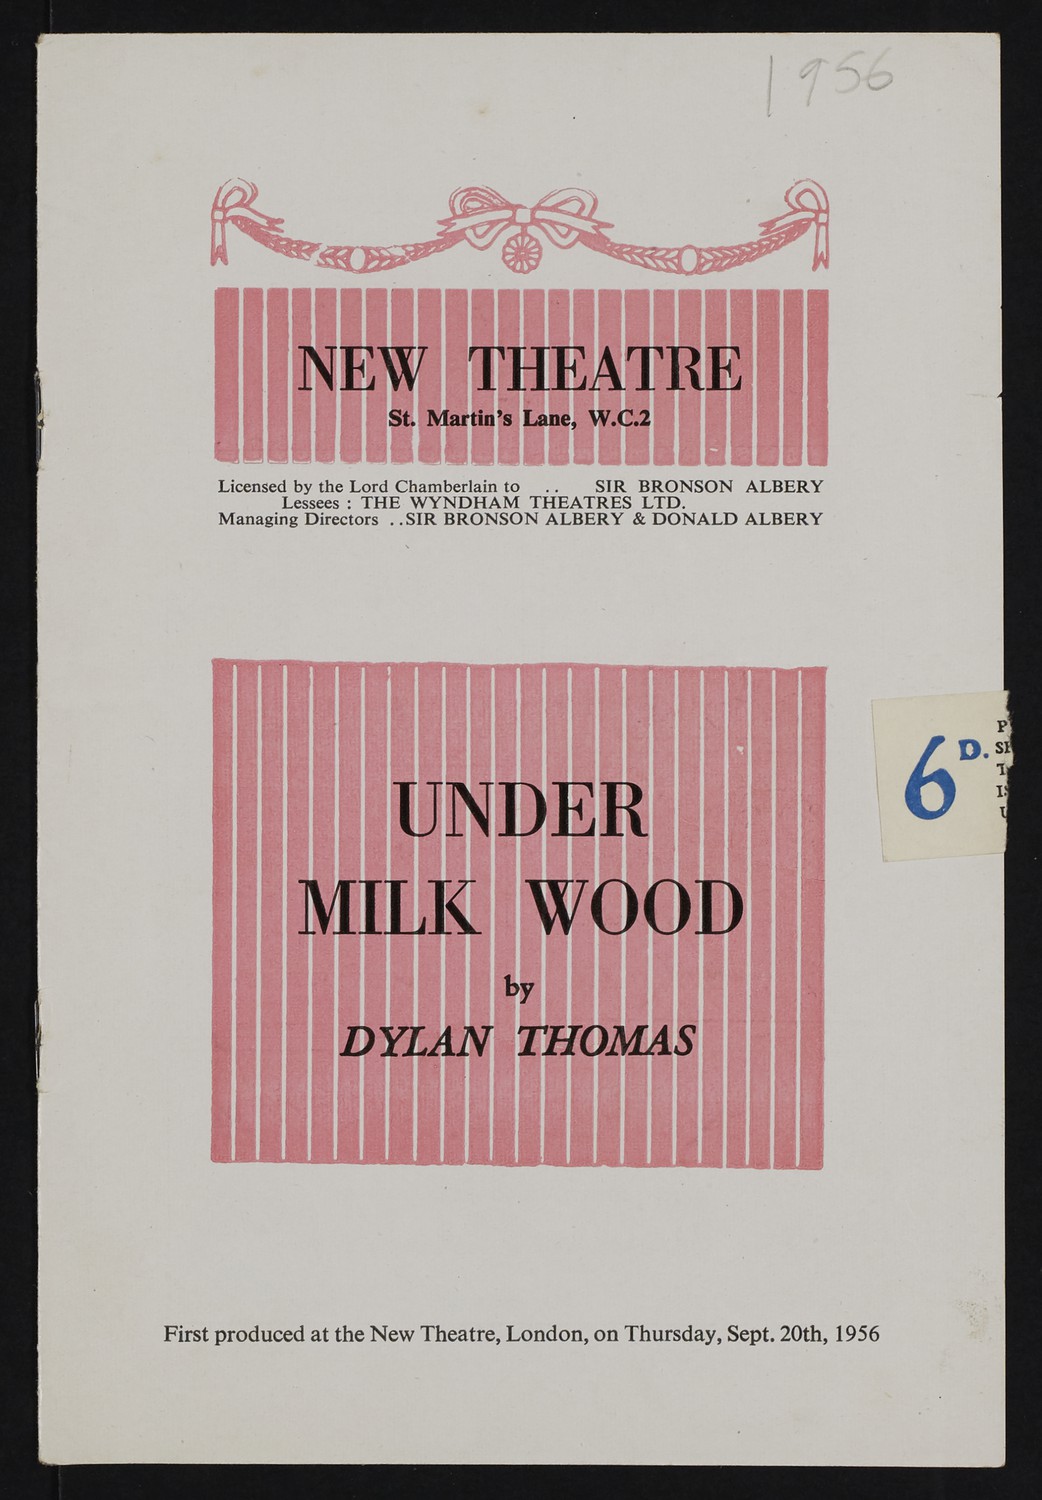 1956
NEW THEATRE
St. Martin's Lane, W.C.2
Licensed by the Lord Chamberlain to .. SIR BRONSON ALBERY
Lessees : THE WYNDHAM THEATRES LTD.
Managing Directors ..SIR BRONSON ALBERY & DONALD ALBERY
6D.
UNDER
MILK WOOD
by
DYLAN THOMAS
First produced at the New Theatre, London, on Thursday, Sept. 20th, 1956